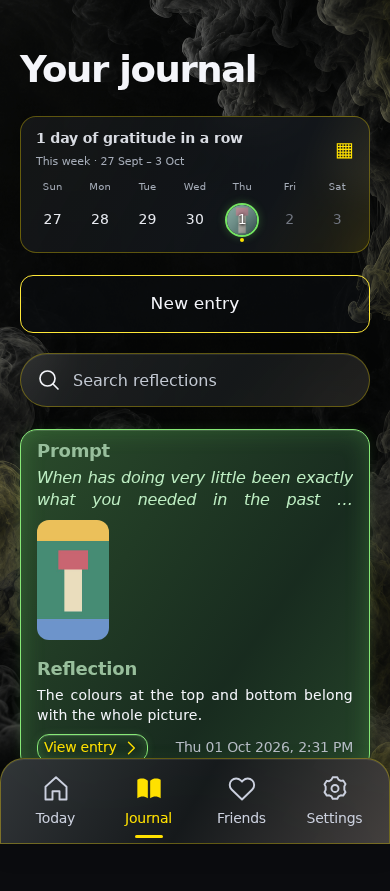 Your journal
1 day of gratitude in a row
This week · 27 Sept – 3 Oct
Sun Mon Tue Wed Thu Fri Sat
27 28 29 30 1 2 3
New entry
Search reflections
Prompt
When has doing very little been exactly
what you needed in the past …
Reflection
The colours at the top and bottom belong
with the whole picture.
View entry Thu 01 Oct 2026, 2:31 PM
Today Journal Friends Settings